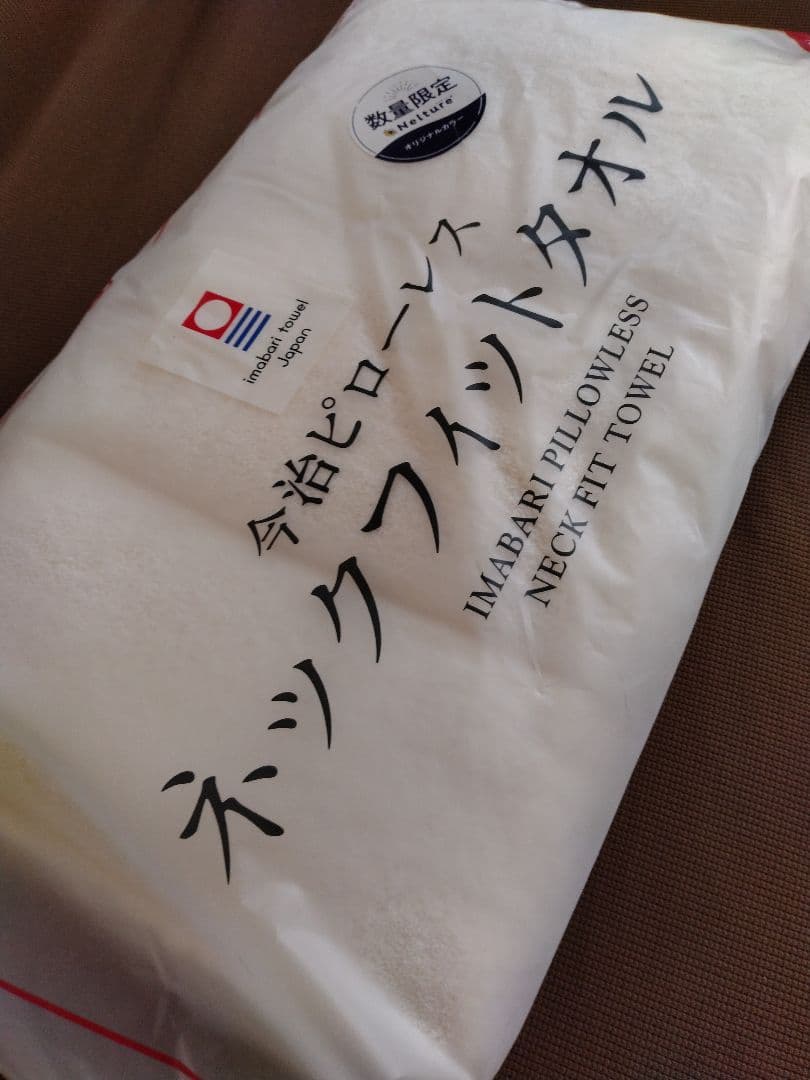 数量限定
Nelture
オリジナルカラー
imabari towel
Japan
今治ピローレス
ネックフィットタオル
IMABARI PILLOWLESS
NECK FIT TOWEL